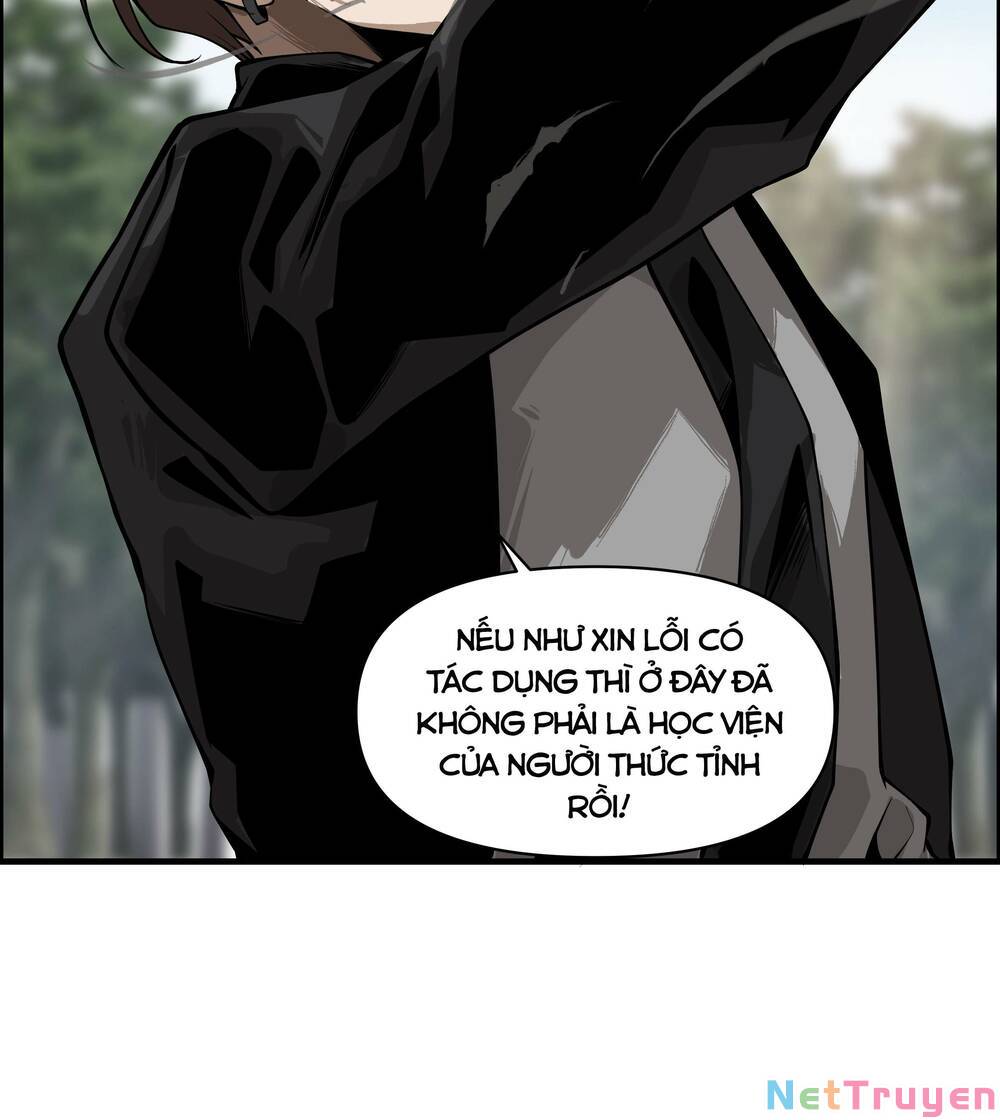 NẾU NHƯ XIN LỖI CÓ
TÁC DỤNG THÌ Ở ĐÂY ĐÃ
KHÔNG PHẢI LÀ HỌC VIỆN
CỦA NGƯỜI THỨC TỈNH
RỒI!
NetTruyen